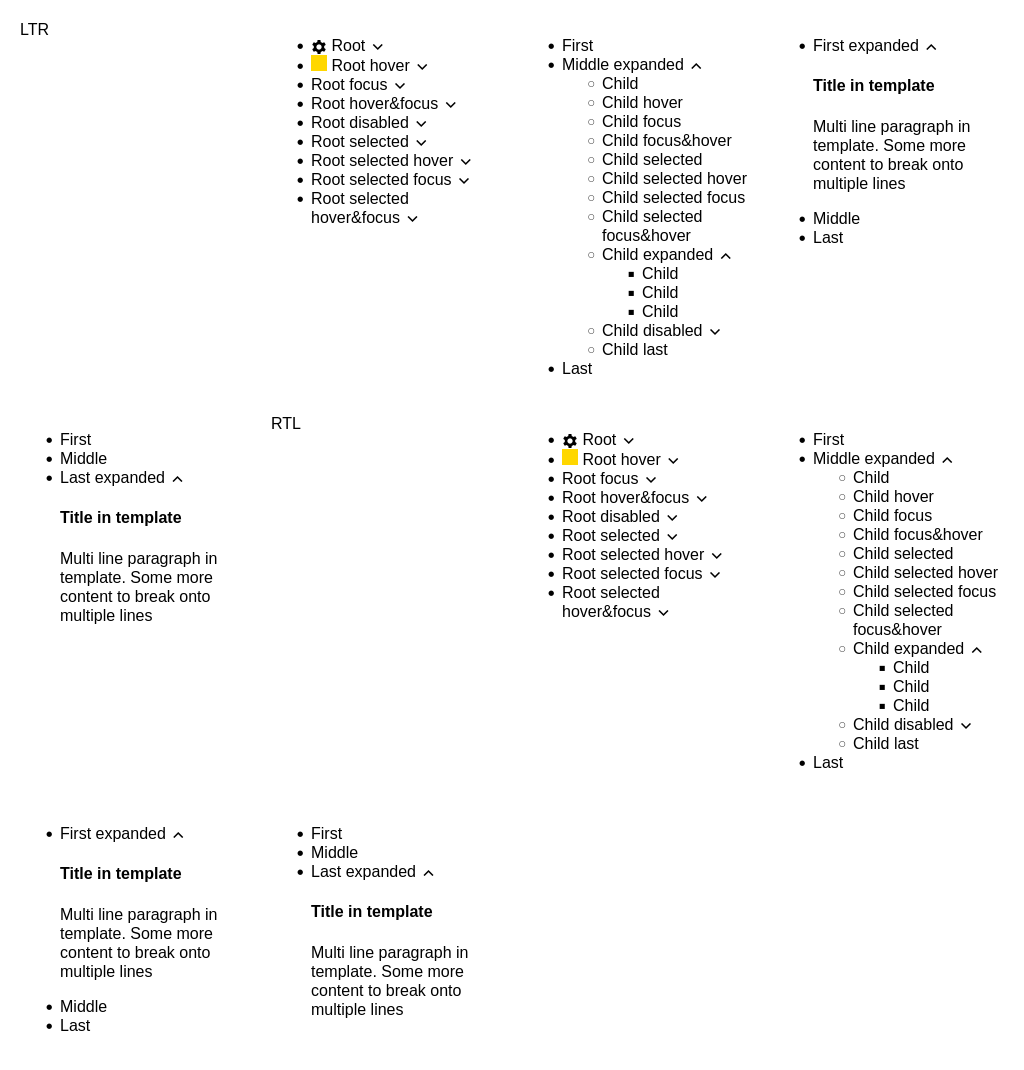 LTR
Root
Root hover
Root focus
Root hover&focus
Root disabled
Root selected
Root selected hover
Root selected focus
Root selected
hover&focus
First
Middle expanded
Child
Child hover
Child focus
Child focus&hover
Child selected
Child selected hover
Child selected focus
Child selected
focus&hover
Child expanded
Child
Child
Child
Child disabled
Child last
Last
First expanded
Title in template
Multi line paragraph in
template. Some more
content to break onto
multiple lines
Middle
Last
First
Middle
Last expanded
Title in template
Multi line paragraph in
template. Some more
content to break onto
multiple lines
RTL
Root
Root hover
Root focus
Root hover&focus
Root disabled
Root selected
Root selected hover
Root selected focus
Root selected
hover&focus
First
Middle expanded
Child
Child hover
Child focus
Child focus&hover
Child selected
Child selected hover
Child selected focus
Child selected
focus&hover
Child expanded
Child
Child
Child
Child disabled
Child last
Last
First expanded
Title in template
Multi line paragraph in
template. Some more
content to break onto
multiple lines
Middle
Last
First
Middle
Last expanded
Title in template
Multi line paragraph in
template. Some more
content to break onto
multiple lines